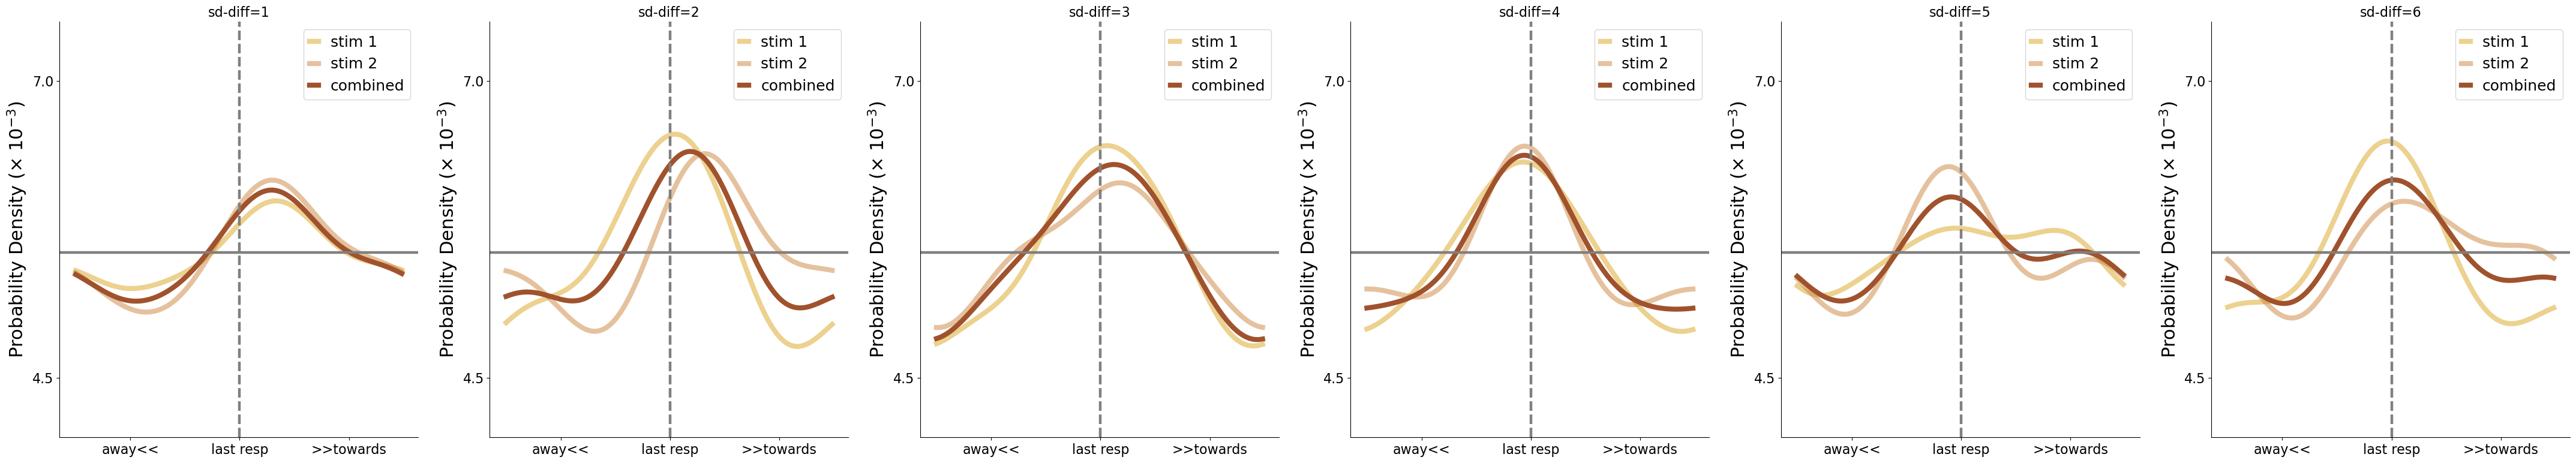 sd-diff=1
stim 1
stim 2
combined
7.0
4.5
Probability Density (× 10⁻³)
away<< last resp >>towards
sd-diff=2
stim 1
stim 2
combined
7.0
4.5
Probability Density (× 10⁻³)
away<< last resp >>towards
sd-diff=3
stim 1
stim 2
combined
7.0
4.5
Probability Density (× 10⁻³)
away<< last resp >>towards
sd-diff=4
stim 1
stim 2
combined
7.0
4.5
Probability Density (× 10⁻³)
away<< last resp >>towards
sd-diff=5
stim 1
stim 2
combined
7.0
4.5
Probability Density (× 10⁻³)
away<< last resp >>towards
sd-diff=6
stim 1
stim 2
combined
7.0
4.5
Probability Density (× 10⁻³)
away<< last resp >>towards